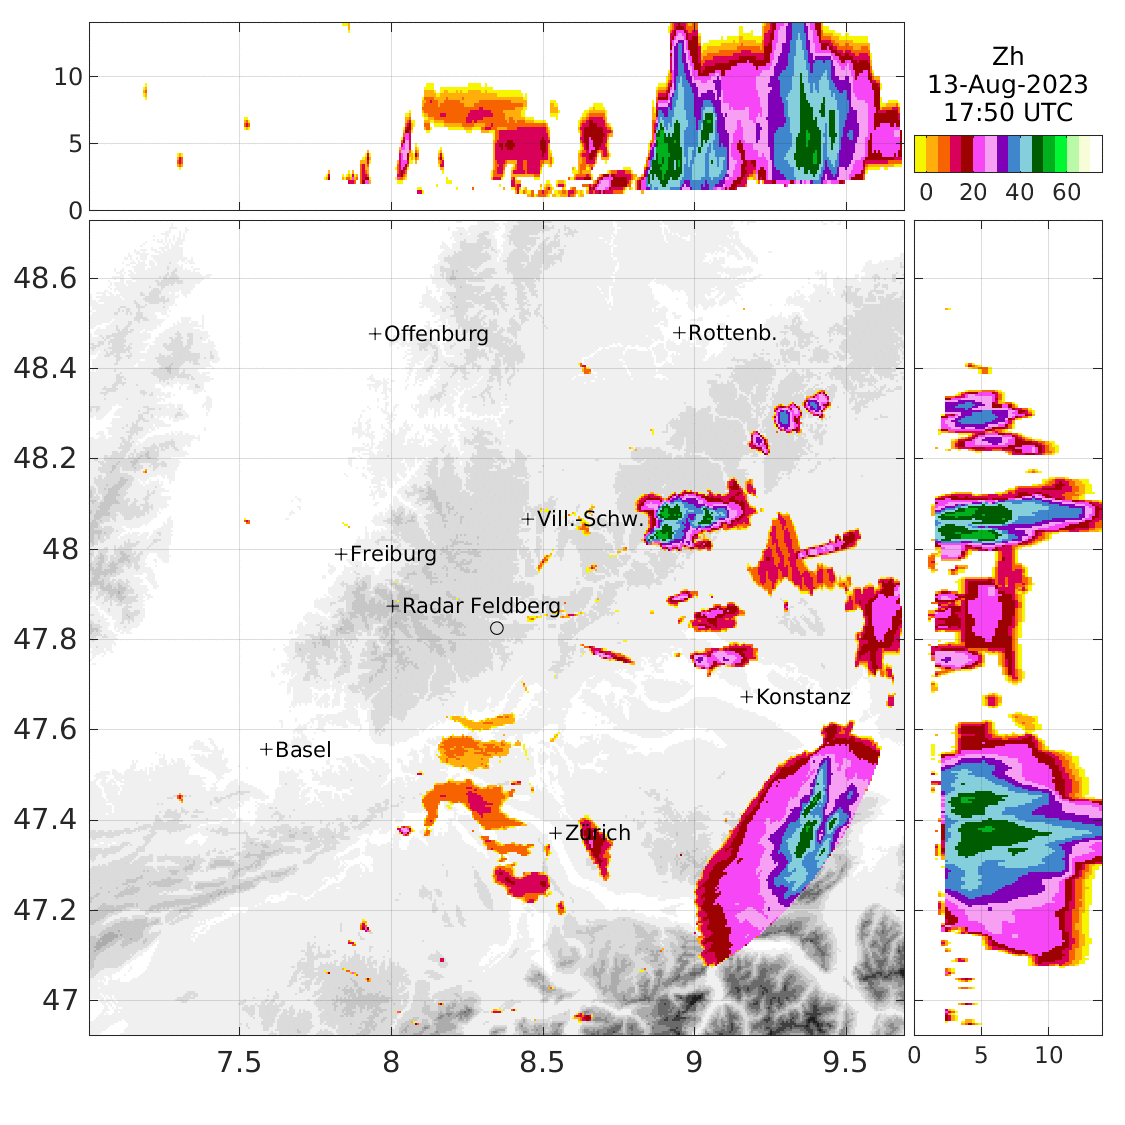 Zh
13-Aug-2023
17:50 UTC
0 20 40 60
10
5
0
48.6
48.4
48.2
48
47.8
47.6
47.4
47.2
47
+Offenburg
+Rottenb.
+Vill.-Schw.
+Freiburg
+Radar Feldberg
+Konstanz
+Basel
+Zürich
7.5 8 8.5 9 9.5
0 5 10